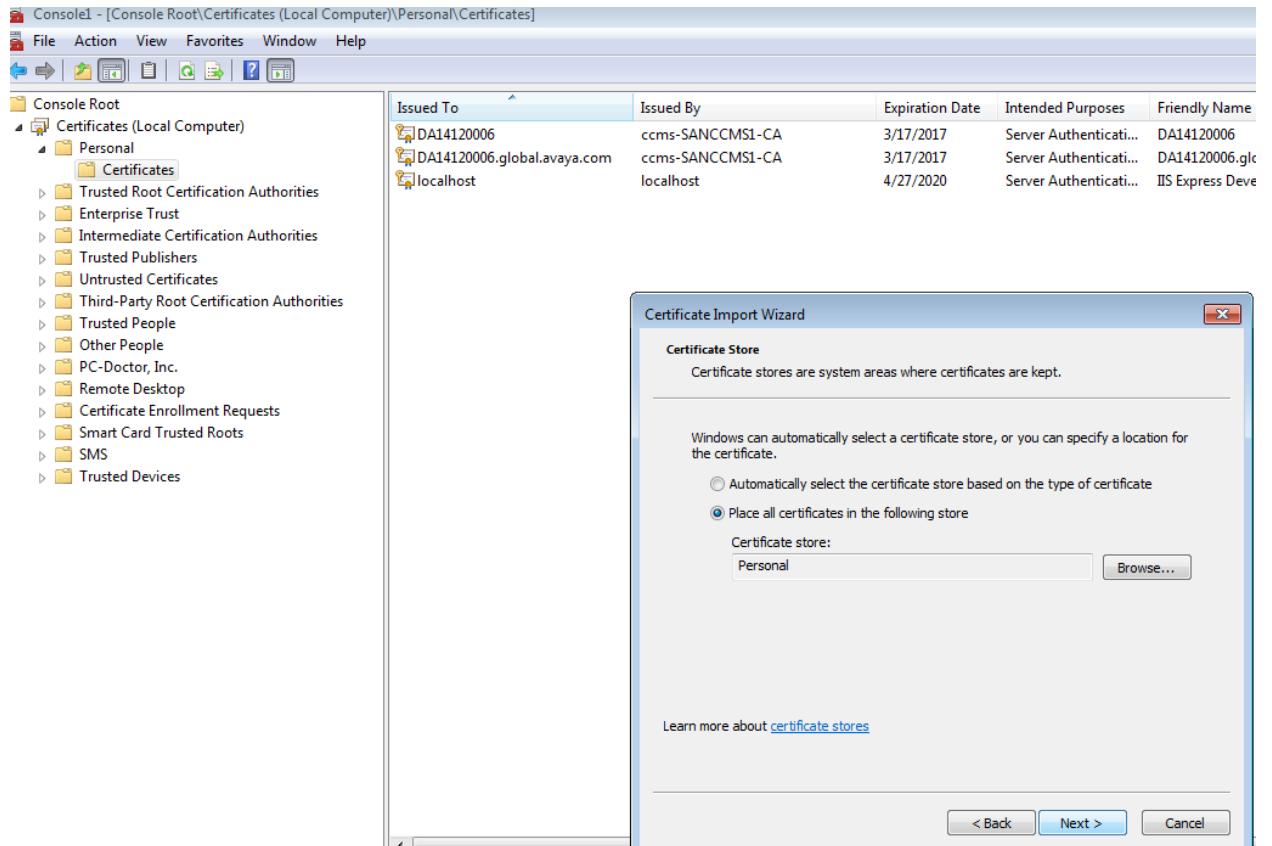 Console1 - [Console Root\Certificates (Local Computer)\Personal\Certificates]
File Action View Favorites Window Help
Console Root
Certificates (Local Computer)
Personal
Certificates
Trusted Root Certification Authorities
Enterprise Trust
Intermediate Certification Authorities
Trusted Publishers
Untrusted Certificates
Third-Party Root Certification Authorities
Trusted People
Other People
PC-Doctor, Inc.
Remote Desktop
Certificate Enrollment Requests
Smart Card Trusted Roots
SMS
Trusted Devices
Issued To Issued By Expiration Date Intended Purposes Friendly Name
DA14120006 ccms-SANCCMS1-CA 3/17/2017 Server Authenticati... DA14120006
DA14120006.global.avaya.com ccms-SANCCMS1-CA 3/17/2017 Server Authenticati... DA14120006.glo
localhost localhost 4/27/2020 Server Authenticati... IIS Express Deve
Certificate Import Wizard
Certificate Store
Certificate stores are system areas where certificates are kept.
Windows can automatically select a certificate store, or you can specify a location for
the certificate.
Automatically select the certificate store based on the type of certificate
Place all certificates in the following store
Certificate store:
Personal
Browse...
Learn more about certificate stores
< Back Next > Cancel